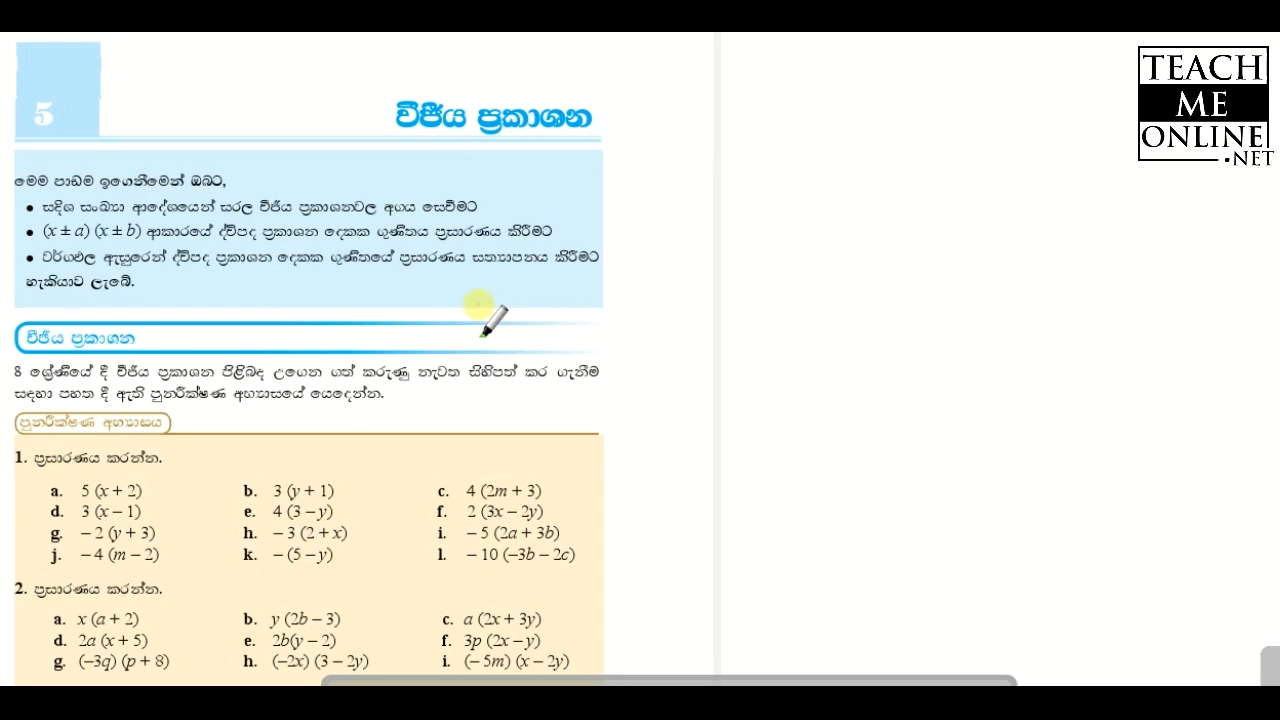 5
වීජීය ප්‍රකාශන
මෙම පාඩම ඉගෙනීමෙන් ඔබට,
● සදිශ සංඛ්‍යා ආදේශයෙන් සරල වීජීය ප්‍රකාශනවල අගය සෙවීමට
● (x ± a) (x ± b) ආකාරයේ ද්විපද ප්‍රකාශන දෙකක ගුණිතය ප්‍රසාරණය කිරීමට
● වර්ගඵල ඇසුරෙන් ද්විපද ප්‍රකාශන දෙකක ගුණිතයේ ප්‍රසාරණය සත්‍යාපනය කිරීමට
හැකියාව ලැබේ.
වීජීය ප්‍රකාශන
8 ශ්‍රේණියේ දී වීජීය ප්‍රකාශන පිළිබඳ උගෙන ගත් කරුණු නැවත සිහිපත් කර ගැනීම
සඳහා පහත දී ඇති පුනරීක්ෂණ අභ්‍යාසයේ යෙදෙන්න.
පුනරීක්ෂණ අභ්‍යාසය
1. ප්‍රසාරණය කරන්න.
a. 5 (x + 2) b. 3 (y + 1) c. 4 (2m + 3)
d. 3 (x – 1) e. 4 (3 – y) f. 2 (3x – 2y)
g. – 2 (y + 3) h. – 3 (2 + x) i. – 5 (2a + 3b)
j. – 4 (m – 2) k. – (5 – y) l. – 10 (–3b – 2c)
2. ප්‍රසාරණය කරන්න.
a. x (a + 2) b. y (2b – 3) c. a (2x + 3y)
d. 2a (x + 5) e. 2b(y – 2) f. 3p (2x – y)
g. (–3q) (p + 8) h. (–2x) (3 – 2y) i. (– 5m) (x – 2y)
TEACH
ME
ONLINE
.NET